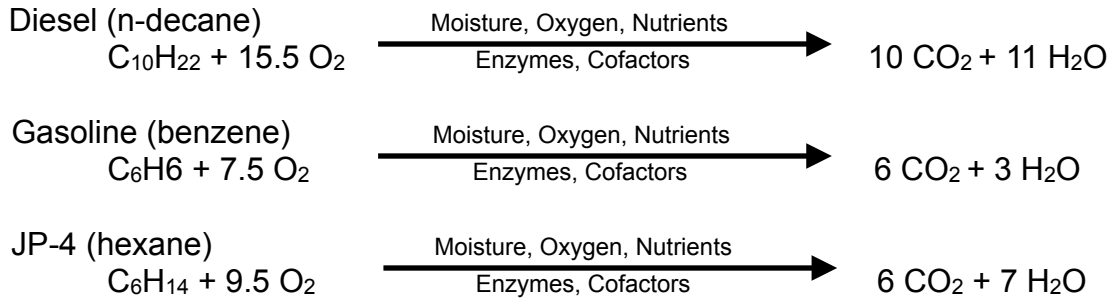 Diesel (n-decane)
C₁₀H₂₂ + 15.5 O₂ Moisture, Oxygen, Nutrients Enzymes, Cofactors 10 CO₂ + 11 H₂O
Gasoline (benzene)
C₆H6 + 7.5 O₂ Moisture, Oxygen, Nutrients Enzymes, Cofactors 6 CO₂ + 3 H₂O
JP-4 (hexane)
C₆H₁₄ + 9.5 O₂ Moisture, Oxygen, Nutrients Enzymes, Cofactors 6 CO₂ + 7 H₂O